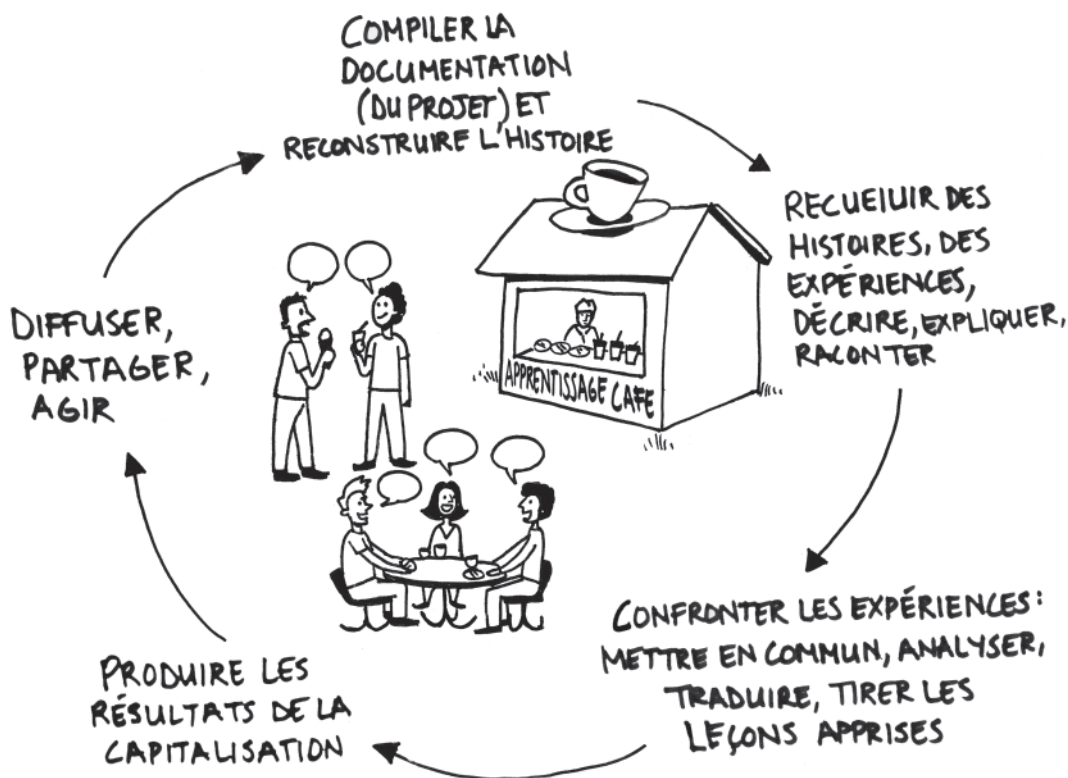 COMPILER LA
DOCUMENTATION
(DU PROJET) ET
RECONSTRUIRE L'HISTOIRE
RECUEILLIR DES
HISTOIRES, DES
EXPÉRIENCES,
DÉCRIRE, EXPLIQUER,
RACONTER
CONFRONTER LES EXPÉRIENCES:
METTRE EN COMMUN, ANALYSER,
TRADUIRE, TIRER LES
LEÇONS APPRISES
PRODUIRE LES
RÉSULTATS DE LA
CAPITALISATION
DIFFUSER,
PARTAGER,
AGIR
APPRENTISSAGE CAFE